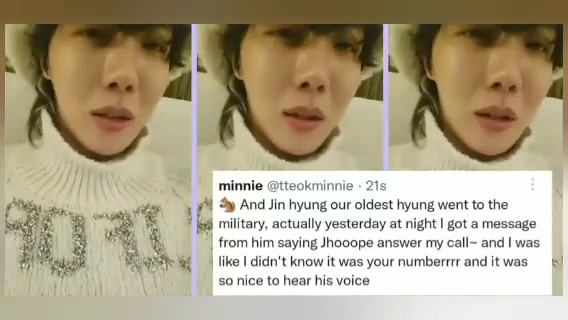 minnie @tteokminnie · 21s
🐿️ And Jin hyung our oldest hyung went to the
military, actually yesterday at night I got a message
from him saying Jhooope answer my call~ and I was
like I didn't know it was your numberrrr and it was
so nice to hear his voice